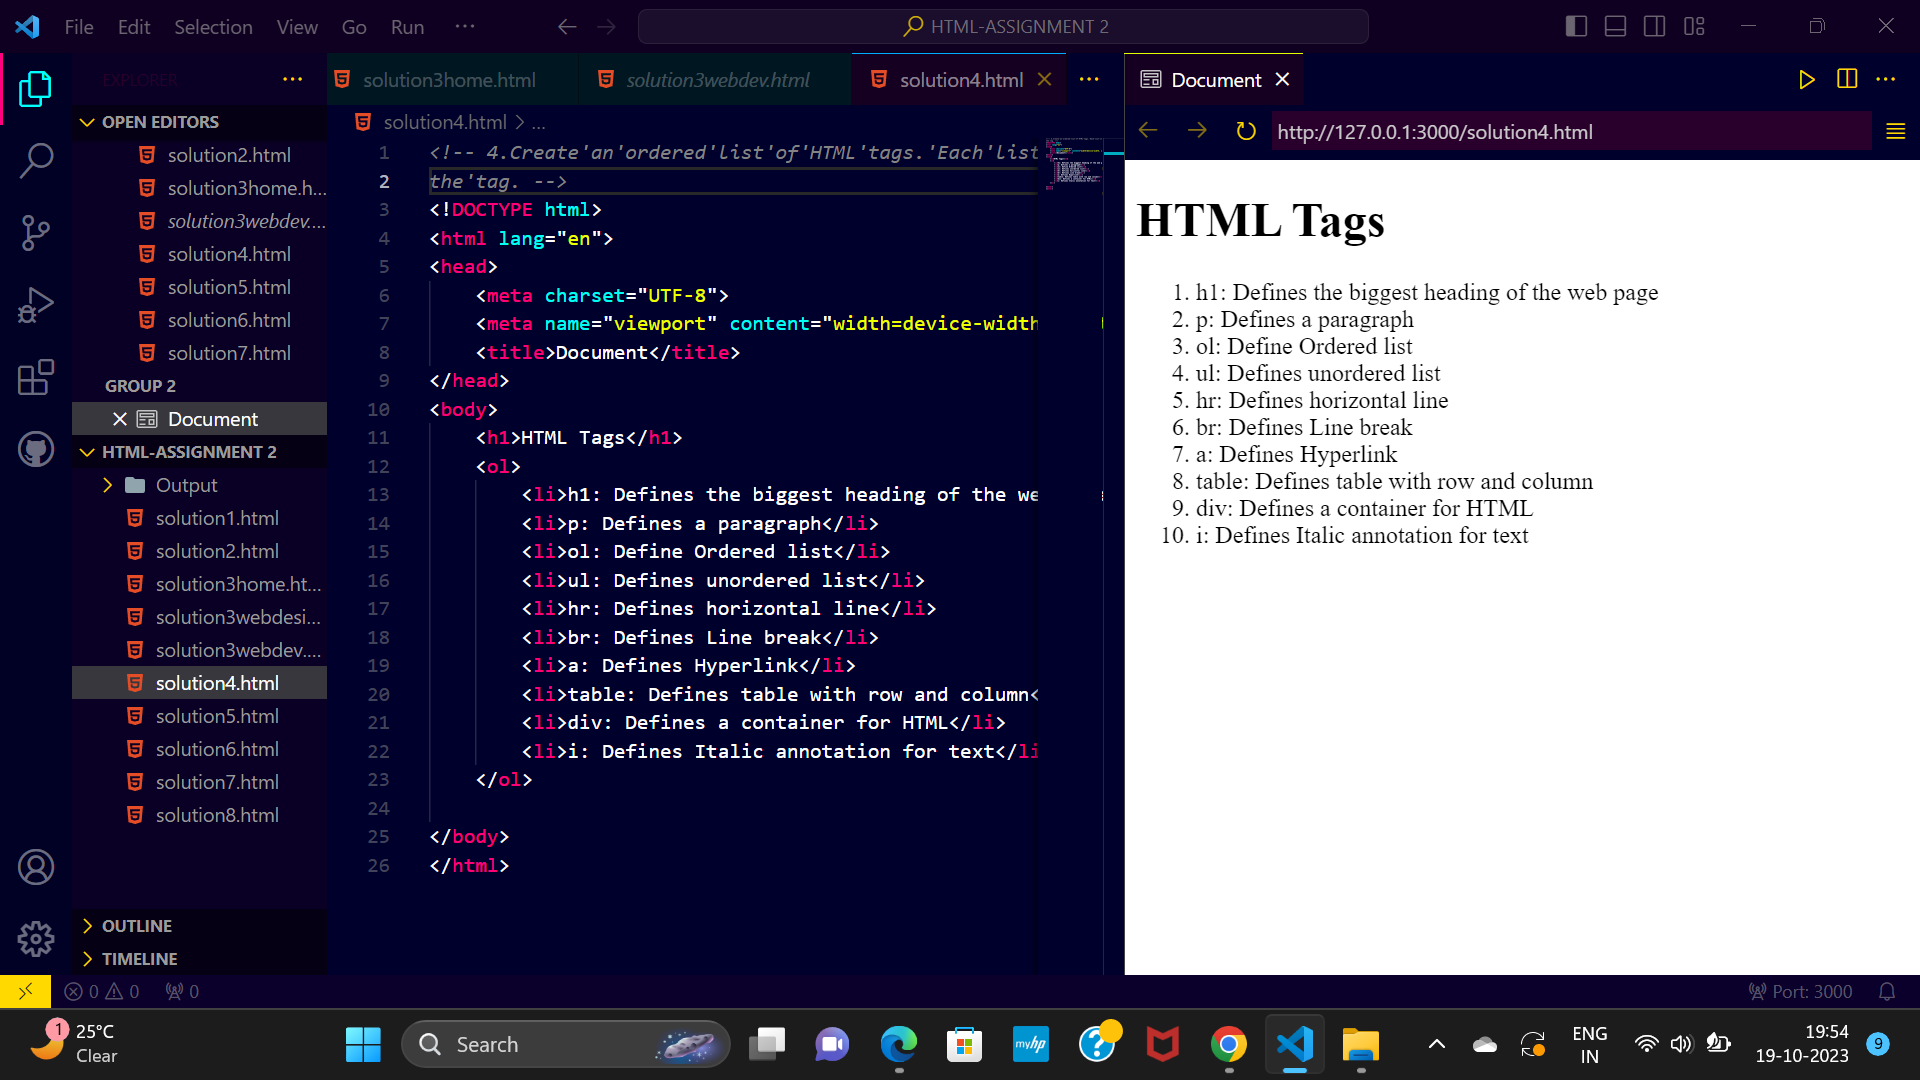 File Edit Selection View Go Run ...
HTML-ASSIGNMENT 2
EXPLORER
OPEN EDITORS
solution2.html
solution3home.h...
solution3webdev....
solution4.html
solution5.html
solution6.html
solution7.html
GROUP 2
Document
HTML-ASSIGNMENT 2
Output
solution1.html
solution2.html
solution3home.ht...
solution3webdesi...
solution3webdev....
solution4.html
solution5.html
solution6.html
solution7.html
solution8.html
OUTLINE
TIMELINE
solution3home.html solution3webdev.html solution4.html
solution4.html > ...
1 <!-- 4.Create'an'ordered'list'of'HTML'tags.'Each'list
2 the'tag. -->
3 <!DOCTYPE html>
4 <html lang="en">
5 <head>
6 <meta charset="UTF-8">
7 <meta name="viewport" content="width=device-width
8 <title>Document</title>
9 </head>
10 <body>
11 <h1>HTML Tags</h1>
12 <ol>
13 <li>h1: Defines the biggest heading of the we
14 <li>p: Defines a paragraph</li>
15 <li>ol: Define Ordered list</li>
16 <li>ul: Defines unordered list</li>
17 <li>hr: Defines horizontal line</li>
18 <li>br: Defines Line break</li>
19 <li>a: Defines Hyperlink</li>
20 <li>table: Defines table with row and column<
21 <li>div: Defines a container for HTML</li>
22 <li>i: Defines Italic annotation for text</li
23 </ol>
24
25 </body>
26 </html>
Document
http://127.0.0.1:3000/solution4.html
HTML Tags
1. h1: Defines the biggest heading of the web page
2. p: Defines a paragraph
3. ol: Define Ordered list
4. ul: Defines unordered list
5. hr: Defines horizontal line
6. br: Defines Line break
7. a: Defines Hyperlink
8. table: Defines table with row and column
9. div: Defines a container for HTML
10. i: Defines Italic annotation for text
0 0 0
Port: 3000
1
25°C
Clear
Search
myhp
ENG
IN
19:54
19-10-2023
9